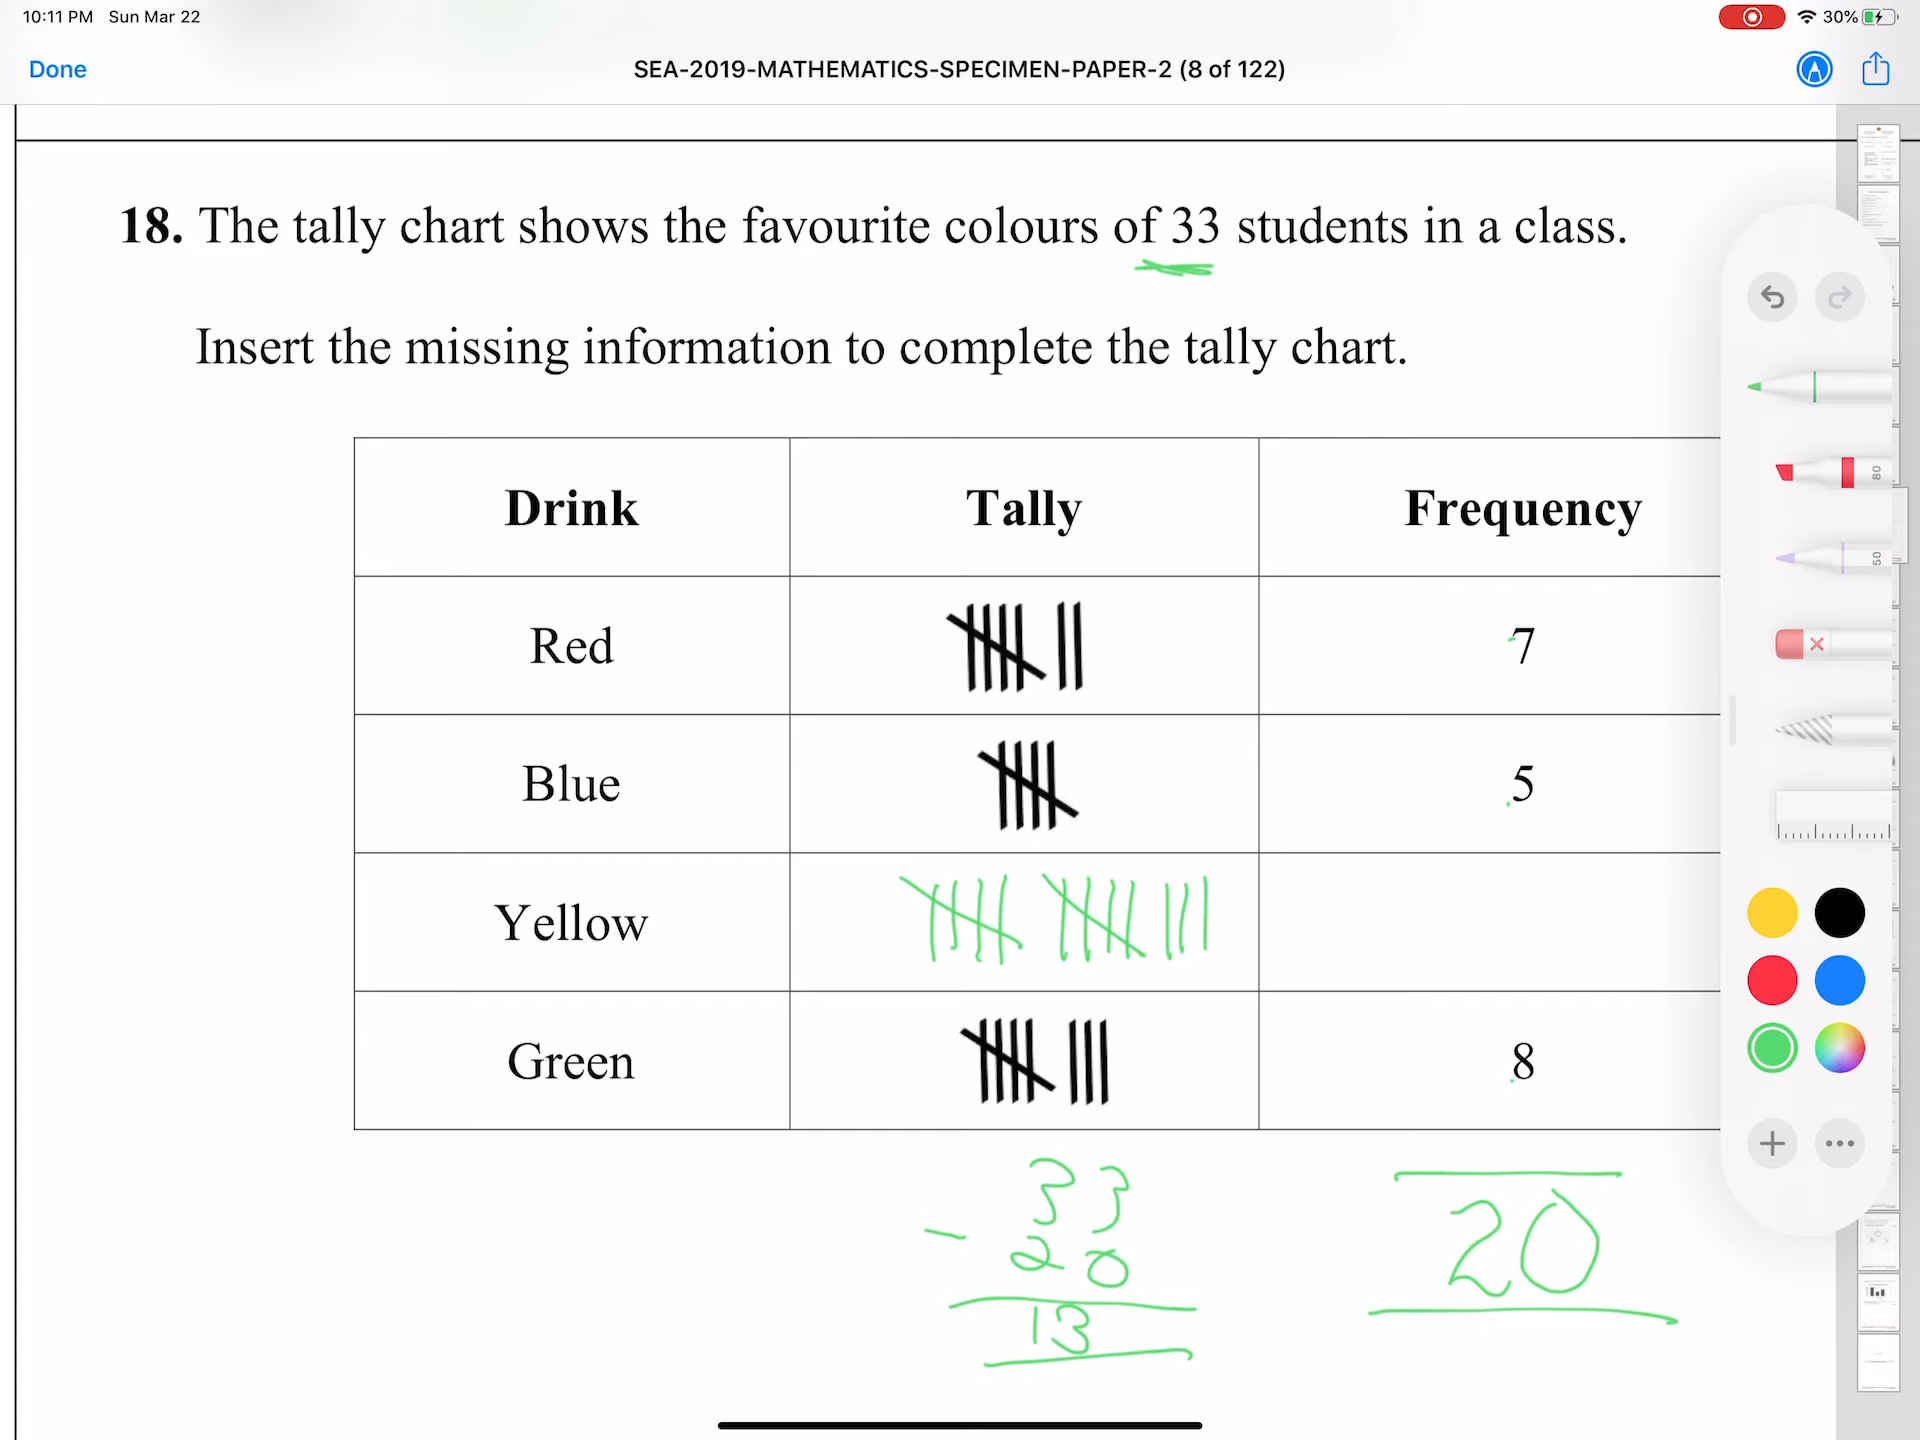 10:11 PM Sun Mar 22
30%
Done
SEA-2019-MATHEMATICS-SPECIMEN-PAPER-2 (8 of 122)
18. The tally chart shows the favourite colours of 33 students in a class.
Insert the missing information to complete the tally chart.
Drink Tally Frequency
Red 7
Blue 5
Yellow
Green 8
33
- 20
13
20
80
50